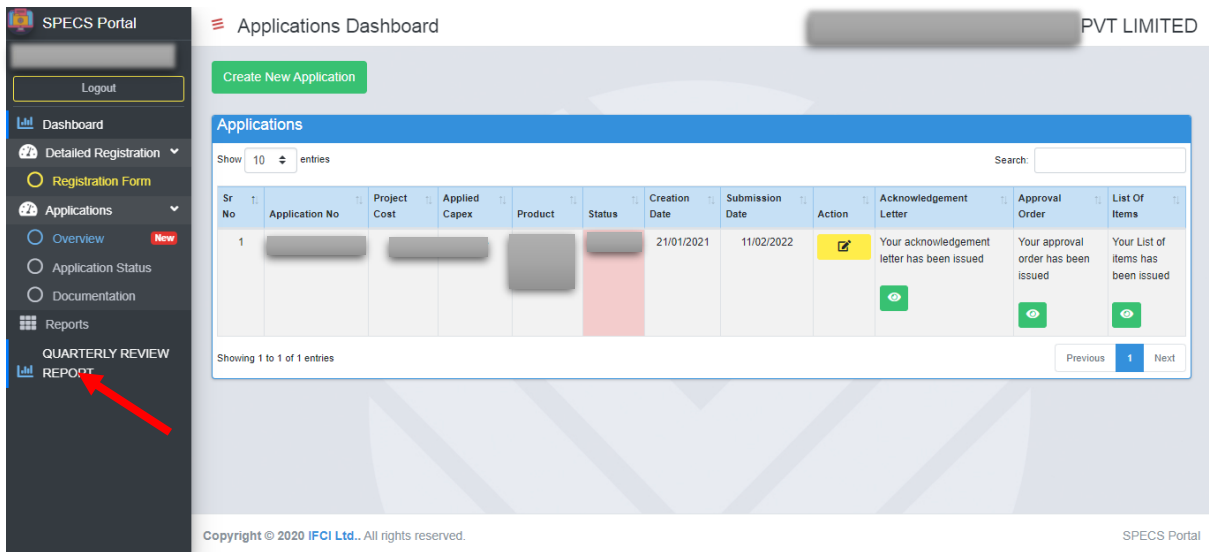 SPECS Portal
Applications Dashboard
PVT LIMITED
Logout
Dashboard
Detailed Registration
Registration Form
Applications
Overview
New
Application Status
Documentation
Reports
QUARTERLY REVIEW
REPORT
Create New Application
Applications
Show 10 entries
Search:
Sr No
Application No
Project Cost
Applied Capex
Product
Status
Creation Date
Submission Date
Action
Acknowledgement Letter
Approval Order
List Of Items
1
21/01/2021
11/02/2022
Your acknowledgement
letter has been issued
Your approval
order has been
issued
Your List of
items has
been issued
Showing 1 to 1 of 1 entries
Previous 1 Next
Copyright © 2020 IFCI Ltd.. All rights reserved.
SPECS Portal